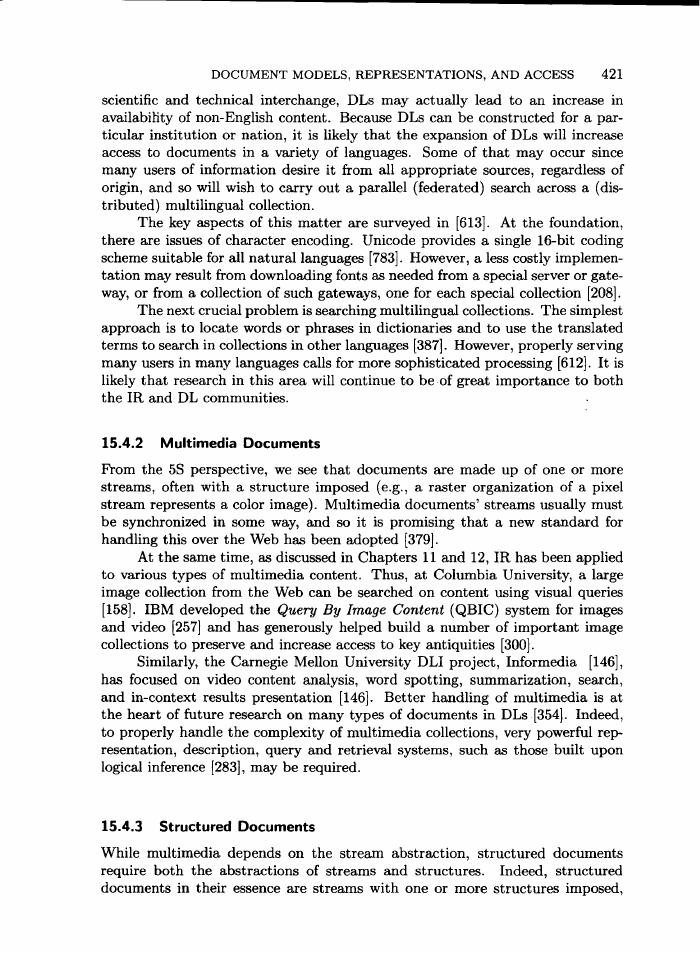 DOCUMENT MODELS, REPRESENTATIONS, AND ACCESS 421
scientific and technical interchange, DLs may actually lead to an increase in
availability of non-English content. Because DLs can be constructed for a par-
ticular institution or nation, it is likely that the expansion of DLs will increase
access to documents in a variety of languages. Some of that may occur since
many users of information desire it from all appropriate sources, regardless of
origin, and so will wish to carry out a parallel (federated) search across a (dis-
tributed) multilingual collection.
The key aspects of this matter are surveyed in [613]. At the foundation,
there are issues of character encoding. Unicode provides a single 16-bit coding
scheme suitable for all natural languages [783]. However, a less costly implemen-
tation may result from downloading fonts as needed from a special server or gate-
way, or from a collection of such gateways, one for each special collection [208].
The next crucial problem is searching multilingual collections. The simplest
approach is to locate words or phrases in dictionaries and to use the translated
terms to search in collections in other languages [387]. However, properly serving
many users in many languages calls for more sophisticated processing [612]. It is
likely that research in this area will continue to be of great importance to both
the IR and DL communities.
15.4.2 Multimedia Documents
From the 5S perspective, we see that documents are made up of one or more
streams, often with a structure imposed (e.g., a raster organization of a pixel
stream represents a color image). Multimedia documents' streams usually must
be synchronized in some way, and so it is promising that a new standard for
handling this over the Web has been adopted [379].
At the same time, as discussed in Chapters 11 and 12, IR has been applied
to various types of multimedia content. Thus, at Columbia University, a large
image collection from the Web can be searched on content using visual queries
[158]. IBM developed the Query By Image Content (QBIC) system for images
and video [257] and has generously helped build a number of important image
collections to preserve and increase access to key antiquities [300].
Similarly, the Carnegie Mellon University DLI project, Informedia [146],
has focused on video content analysis, word spotting, summarization, search,
and in-context results presentation [146]. Better handling of multimedia is at
the heart of future research on many types of documents in DLs [354]. Indeed,
to properly handle the complexity of multimedia collections, very powerful rep-
resentation, description, query and retrieval systems, such as those built upon
logical inference [283], may be required.
15.4.3 Structured Documents
While multimedia depends on the stream abstraction, structured documents
require both the abstractions of streams and structures. Indeed, structured
documents in their essence are streams with one or more structures imposed,